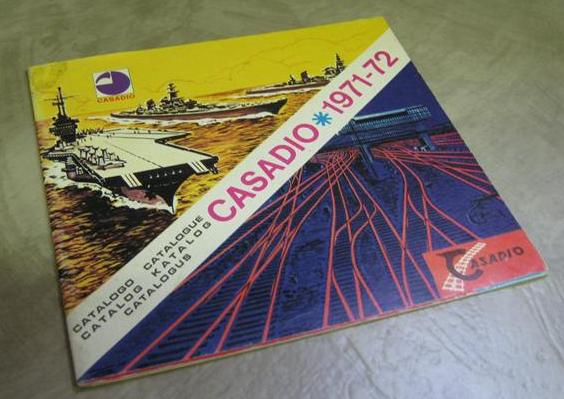 CASADIO
CASADIO * 1971-72
CATALOGO CATALOGUE
CATALOG KATALOG
CATALOGUS
CASADIO